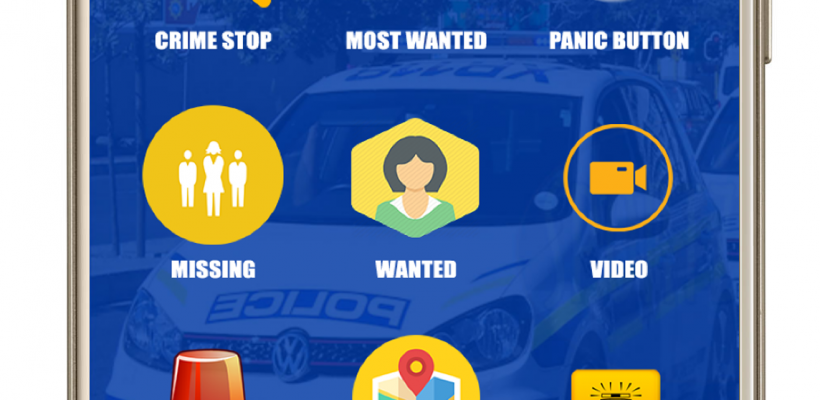 CRIME STOP
MOST WANTED
PANIC BUTTON
MISSING
WANTED
VIDEO
POLICE